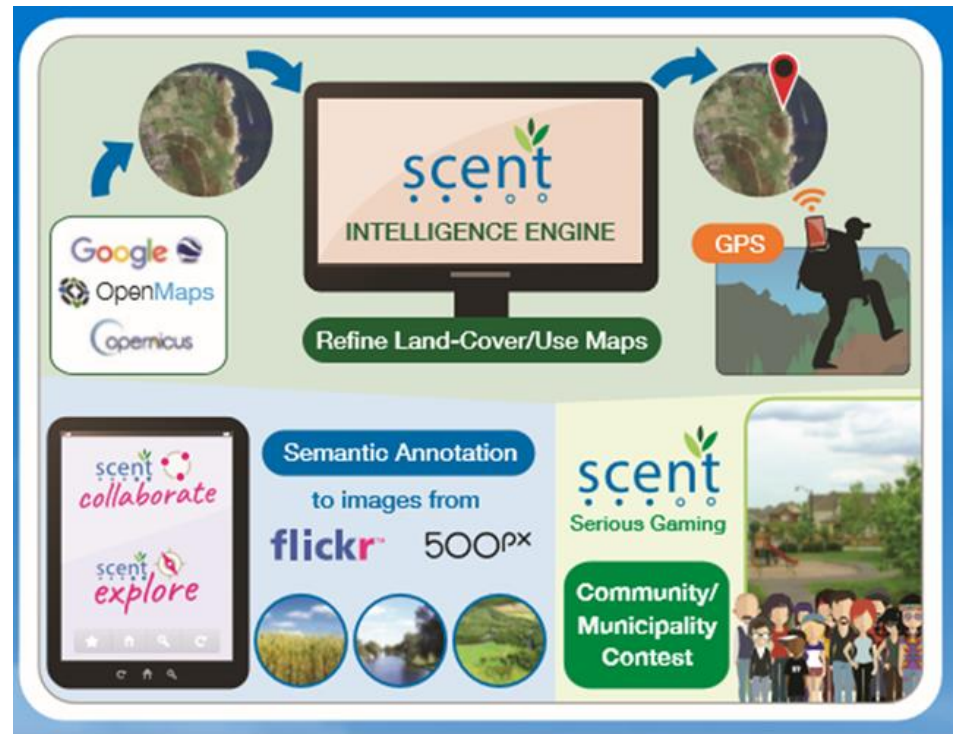 scent
INTELLIGENCE ENGINE
Google
OpenMaps
Copernicus
GPS
Refine Land-Cover/Use Maps
scent
collaborate
scent
explore
Semantic Annotation
to images from
flickr™ 500px
scent
Serious Gaming
Community/
Municipality
Contest